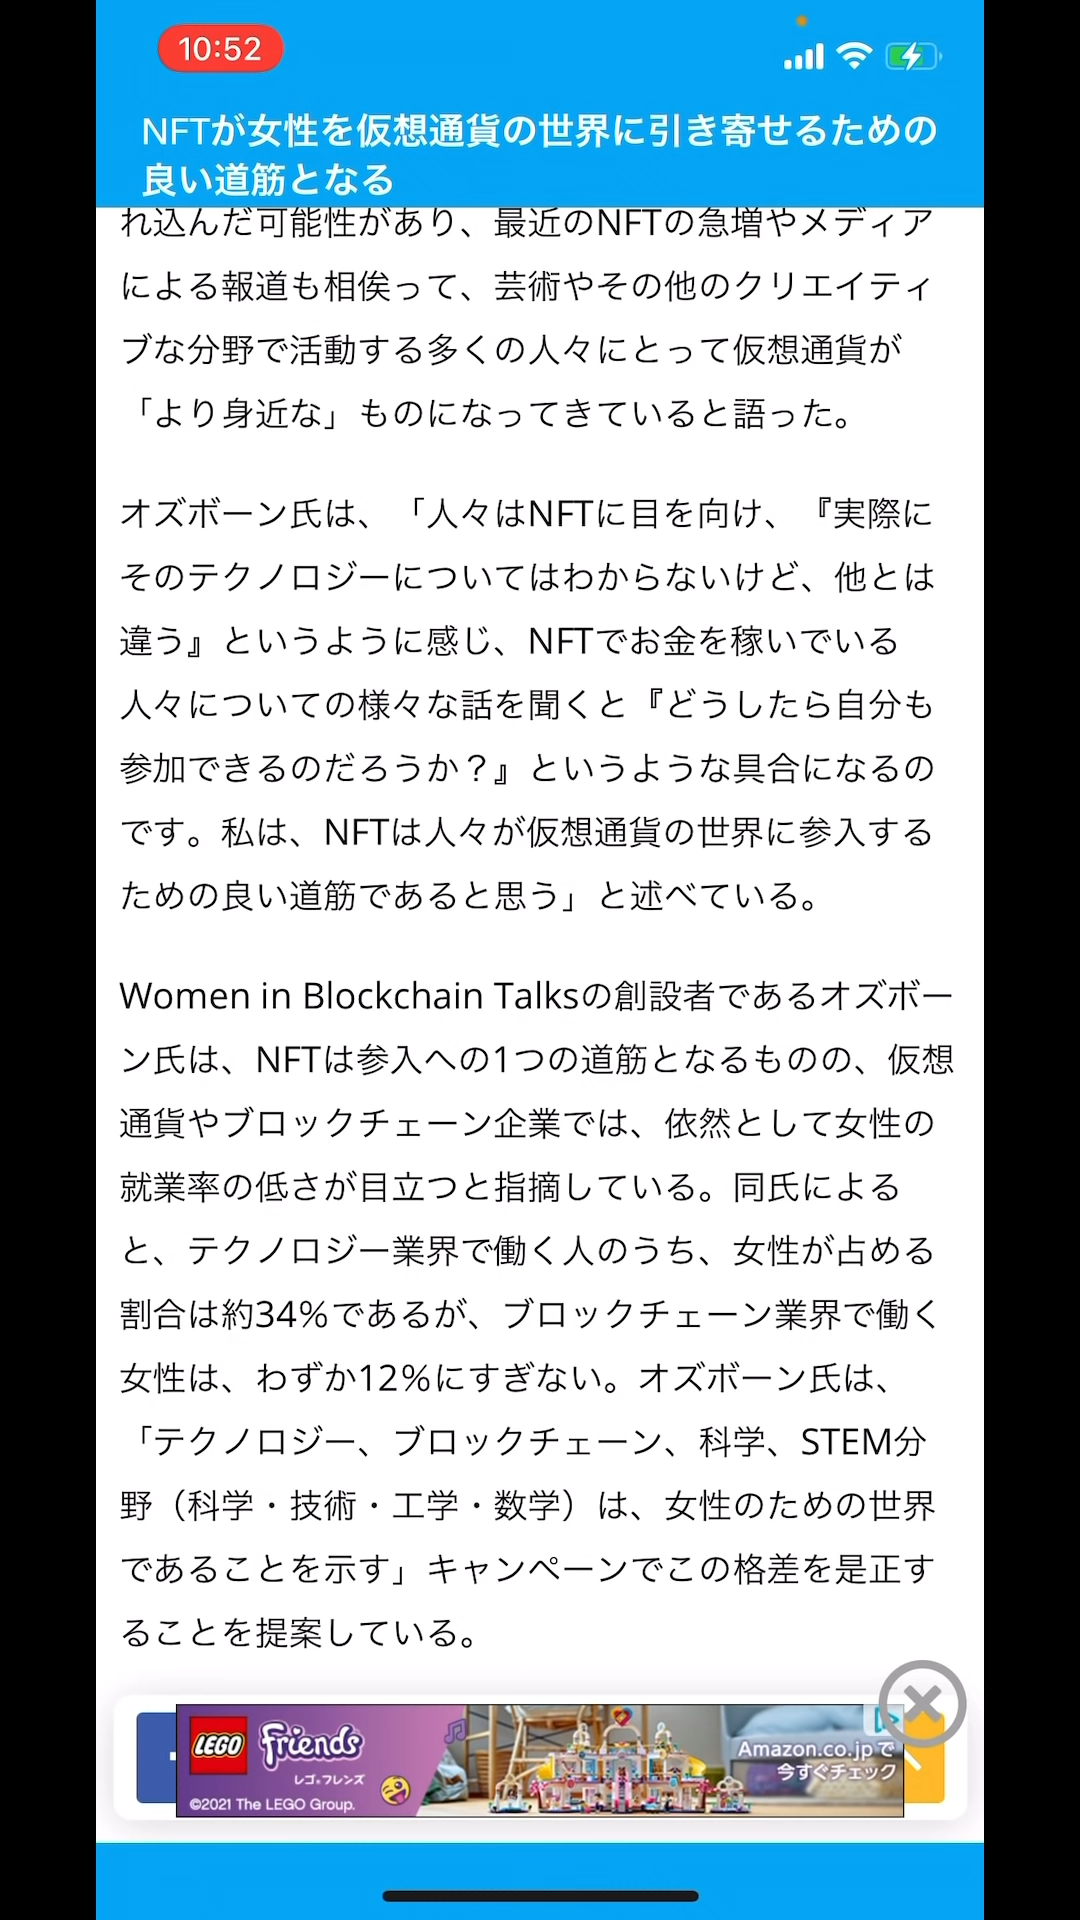 10:52
NFTが女性を仮想通貨の世界に引き寄せるための
良い道筋となる
れ込んだ可能性があり、最近のNFTの急増やメディア
による報道も相俟って、芸術やその他のクリエイティ
ブな分野で活動する多くの人々にとって仮想通貨が
「より身近な」ものになってきていると語った。
オズボーン氏は、「人々はNFTに目を向け、『実際に
そのテクノロジーについてはわからないけど、他とは
違う』というように感じ、NFTでお金を稼いでいる
人々についての様々な話を聞くと『どうしたら自分も
参加できるのだろうか？』というような具合になるの
です。私は、NFTは人々が仮想通貨の世界に参入する
ための良い道筋であると思う」と述べている。
Women in Blockchain Talksの創設者であるオズボー
ン氏は、NFTは参入への1つの道筋となるものの、仮想
通貨やブロックチェーン企業では、依然として女性の
就業率の低さが目立つと指摘している。同氏による
と、テクノロジー業界で働く人のうち、女性が占める
割合は約34%であるが、ブロックチェーン業界で働く
女性は、わずか12%にすぎない。オズボーン氏は、
「テクノロジー、ブロックチェーン、科学、STEM分
野（科学・技術・工学・数学）は、女性のための世界
であることを示す」キャンペーンでこの格差を是正す
ることを提案している。
LEGO Friends
レゴ®フレンズ
©2021 The LEGO Group.
Amazon.co.jpで
今すぐチェック